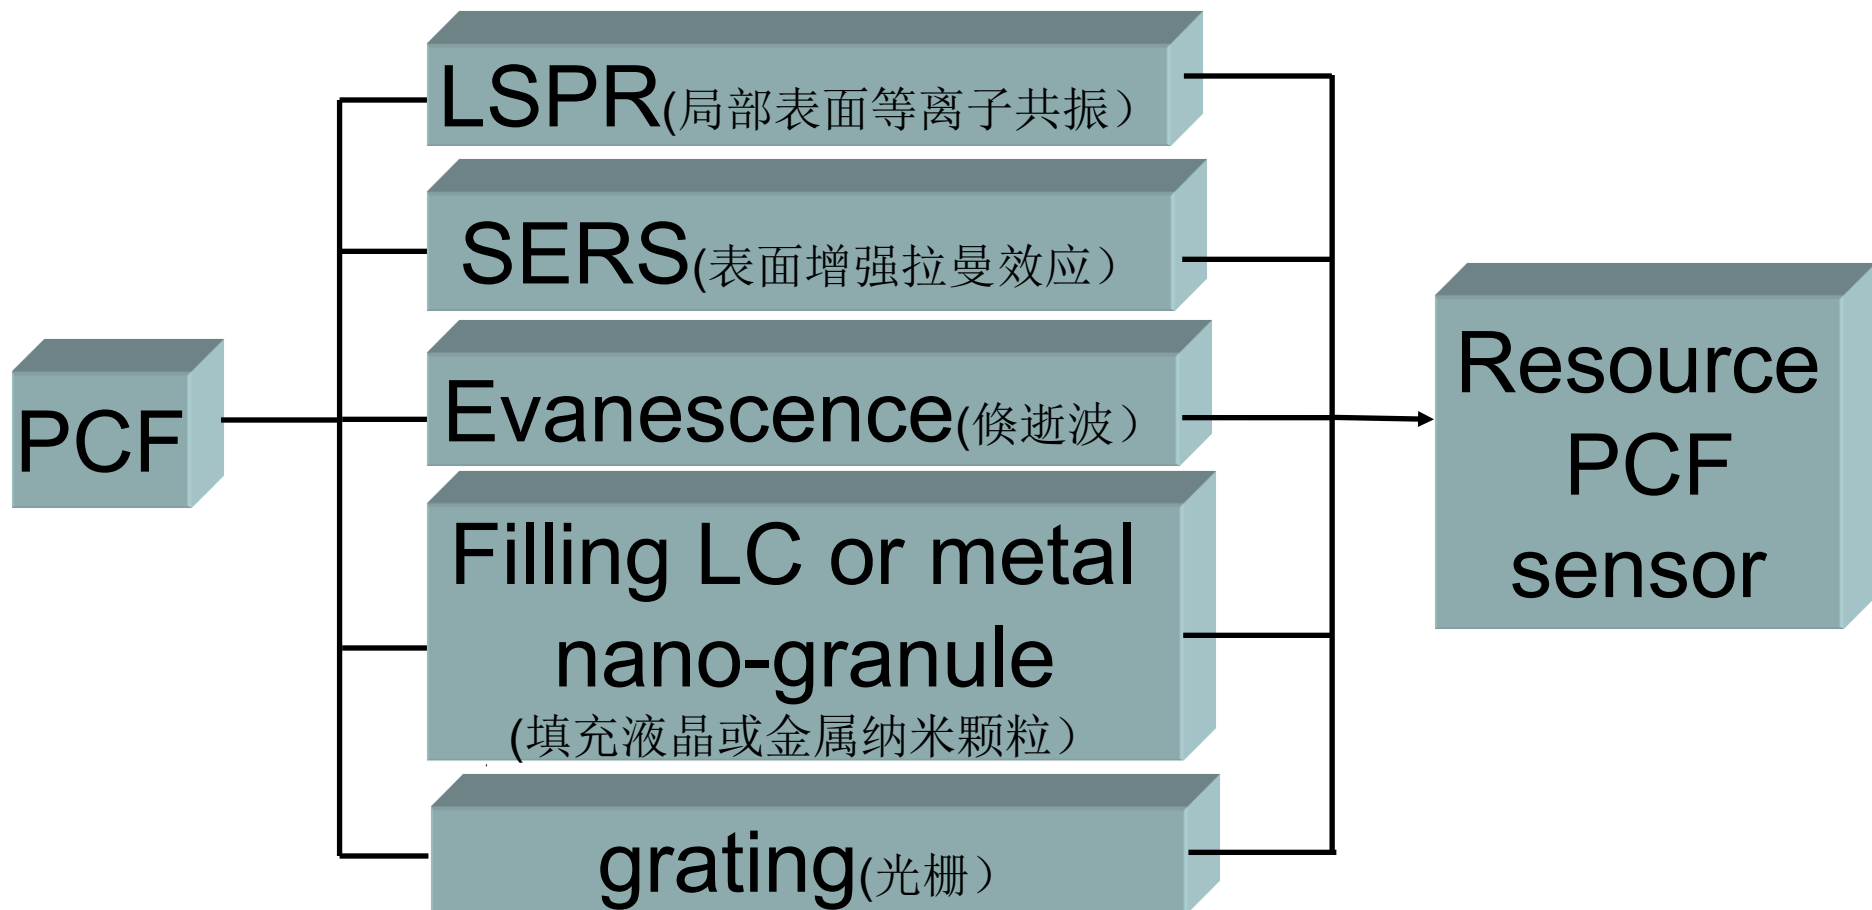 PCF
LSPR(局部表面等离子共振）
SERS(表面增强拉曼效应）
Evanescence(倏逝波）
Filling LC or metal
nano-granule
(填充液晶或金属纳米颗粒）
grating(光栅）
Resource
PCF
sensor